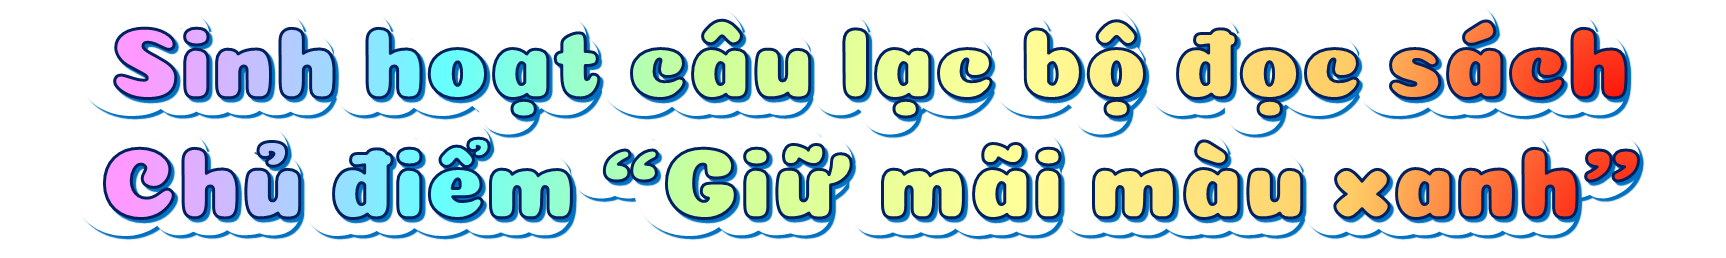 Sinh hoạt câu lạc bộ đọc sách
Chủ điểm “Giữ mãi màu xanh”